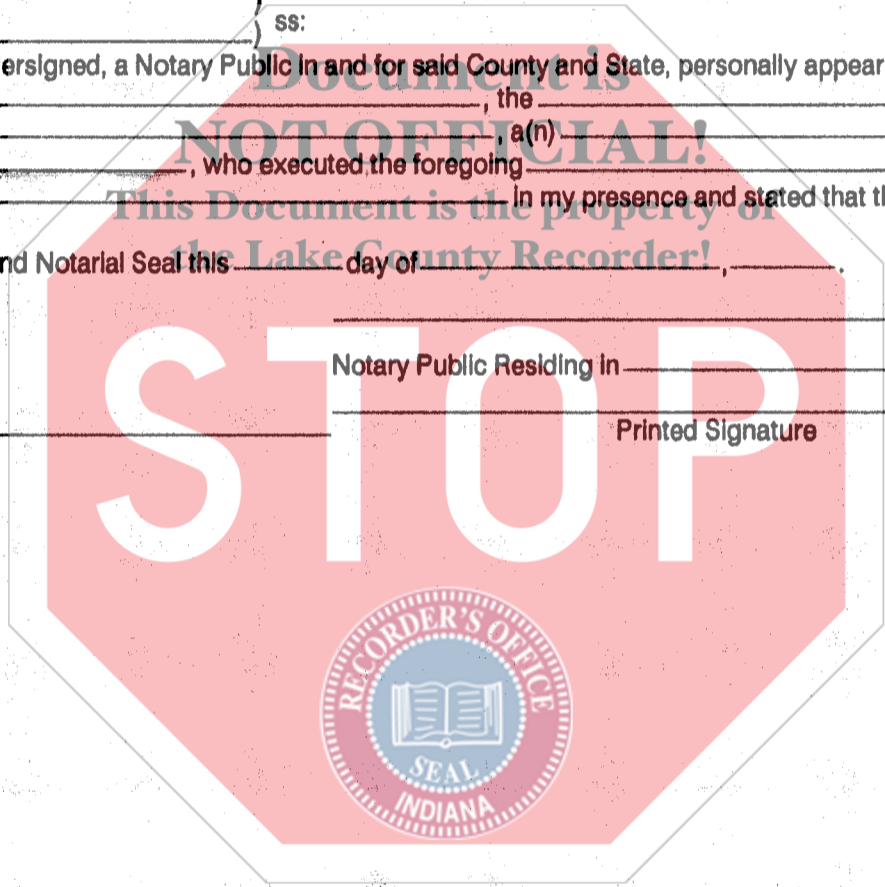 ) ss:
ersigned, a Notary Public in and for said County and State, personally appear
, the
, a(n)
, who executed the foregoing
in my presence and stated that th
nd Notarial Seal this day of , .
Notary Public Residing in
Printed Signature
Document is
NOT OFFICIAL!
This Document is the property of
the Lake County Recorder!
STOP
RECORDER'S OFFICE
SEAL
INDIANA